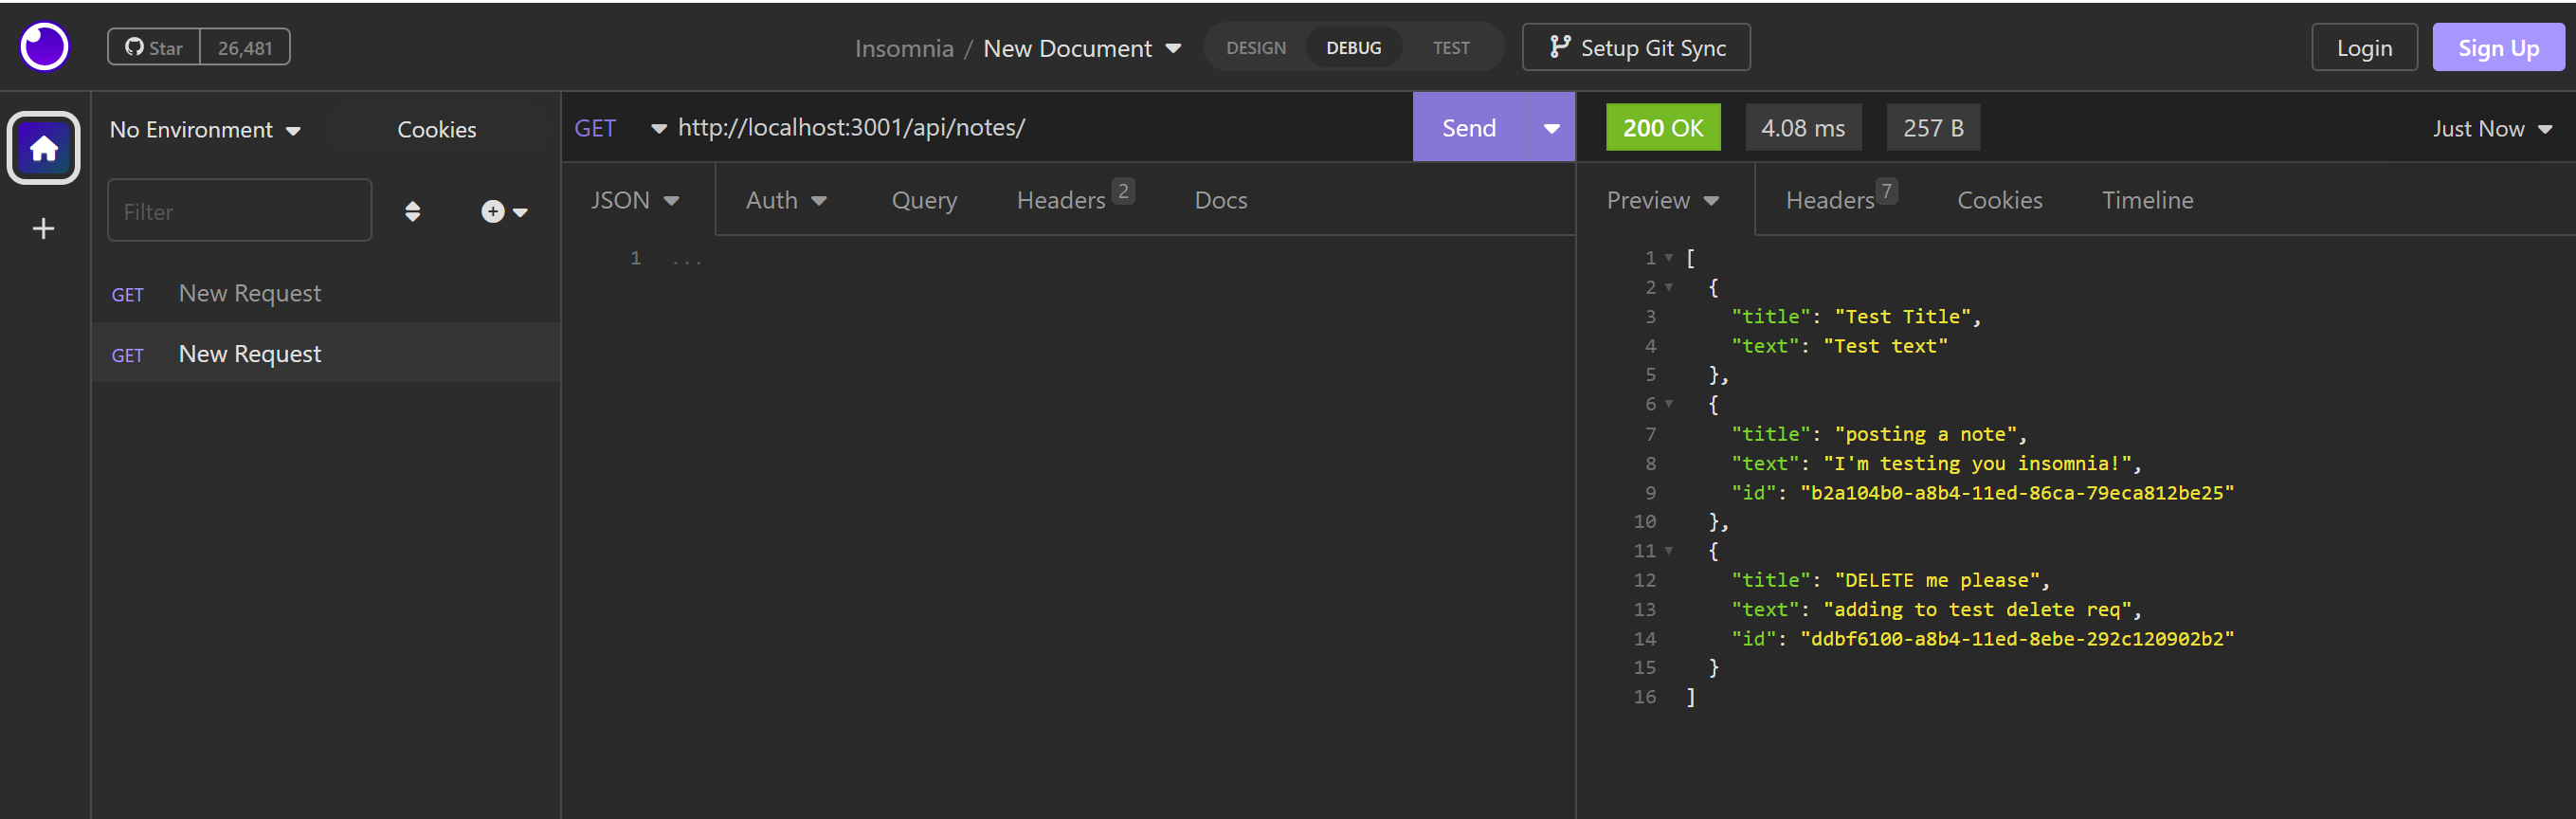 Star 26,481 Insomnia / New Document DESIGN DEBUG TEST Setup Git Sync Login Sign Up
No Environment Cookies GET http://localhost:3001/api/notes/ Send 200 OK 4.08 ms 257 B Just Now
Filter JSON Auth Query Headers 2 Docs Preview Headers 7 Cookies Timeline
GET New Request
GET New Request
1 ...
1 [
2 {
3 "title": "Test Title",
4 "text": "Test text"
5 },
6 {
7 "title": "posting a note",
8 "text": "I'm testing you insomnia!",
9 "id": "b2a104b0-a8b4-11ed-86ca-79eca812be25"
10 },
11 {
12 "title": "DELETE me please",
13 "text": "adding to test delete req",
14 "id": "ddbf6100-a8b4-11ed-8ebe-292c120902b2"
15 }
16 ]